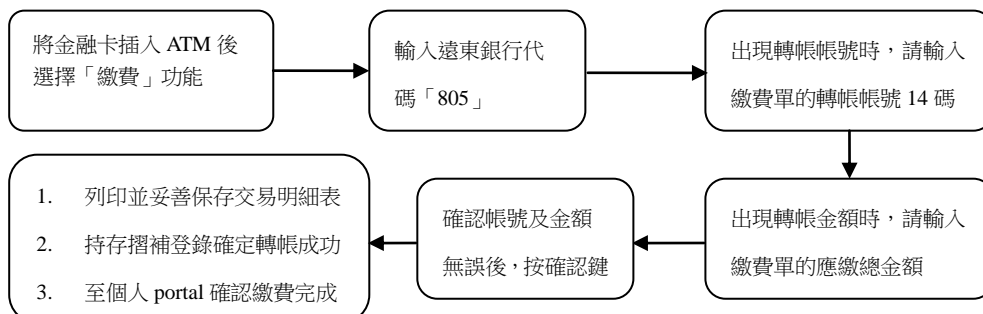 將金融卡插入 ATM 後
選擇「繳費」功能
輸入遠東銀行代
碼「805」
出現轉帳帳號時,請輸入
繳費單的轉帳帳號 14 碼
出現轉帳金額時,請輸入
繳費單的應繳總金額
確認帳號及金額
無誤後,按確認鍵
1. 列印並妥善保存交易明細表
2. 持存摺補登錄確定轉帳成功
3. 至個人 portal 確認繳費完成